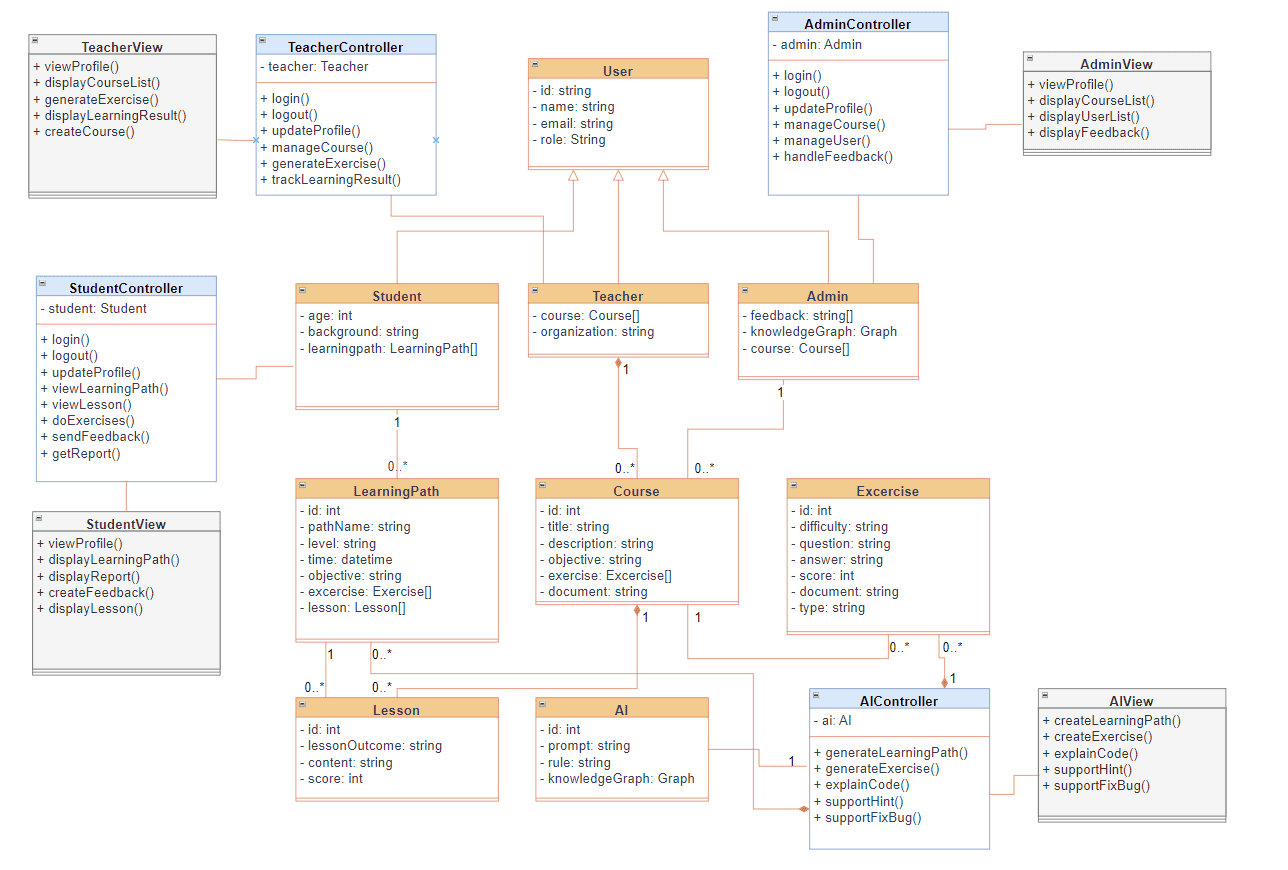 TeacherView
+ viewProfile()
+ displayCourseList()
+ generateExercise()
+ displayLearningResult()
+ createCourse()
TeacherController
- teacher: Teacher
+ login()
+ logout()
+ updateProfile()
+ manageCourse()
+ generateExercise()
+ trackLearningResult()
User
- id: string
- name: string
- email: string
- role: String
AdminController
- admin: Admin
+ login()
+ logout()
+ updateProfile()
+ manageCourse()
+ manageUser()
+ handleFeedback()
AdminView
+ viewProfile()
+ displayCourseList()
+ displayUserList()
+ displayFeedback()
StudentController
- student: Student
+ login()
+ logout()
+ updateProfile()
+ viewLearningPath()
+ viewLesson()
+ doExercises()
+ sendFeedback()
+ getReport()
Student
- age: int
- background: string
- learningpath: LearningPath[]
Teacher
- course: Course[]
- organization: string
Admin
- feedback: string[]
- knowledgeGraph: Graph
- course: Course[]
1
1
1
0..*
0..*
0..*
StudentView
+ viewProfile()
+ displayLearningPath()
+ displayReport()
+ createFeedback()
+ displayLesson()
LearningPath
- id: int
- pathName: string
- level: string
- time: datetime
- objective: string
- excercise: Exercise[]
- lesson: Lesson[]
Course
- id: int
- title: string
- description: string
- objective: string
- exercise: Excercise[]
- document: string
Excercise
- id: int
- difficulty: string
- question: string
- answer: string
- score: int
- document: string
- type: string
1
0..*
1
1
0..*
0..*
0..*
0..*
1
Lesson
- id: int
- lessonOutcome: string
- content: string
- score: int
AI
- id: int
- prompt: string
- rule: string
- knowledgeGraph: Graph
1
AIController
- ai: AI
+ generateLearningPath()
+ generateExercise()
+ explainCode()
+ supportHint()
+ supportFixBug()
AIView
+ createLearningPath()
+ createExercise()
+ explainCode()
+ supportHint()
+ supportFixBug()